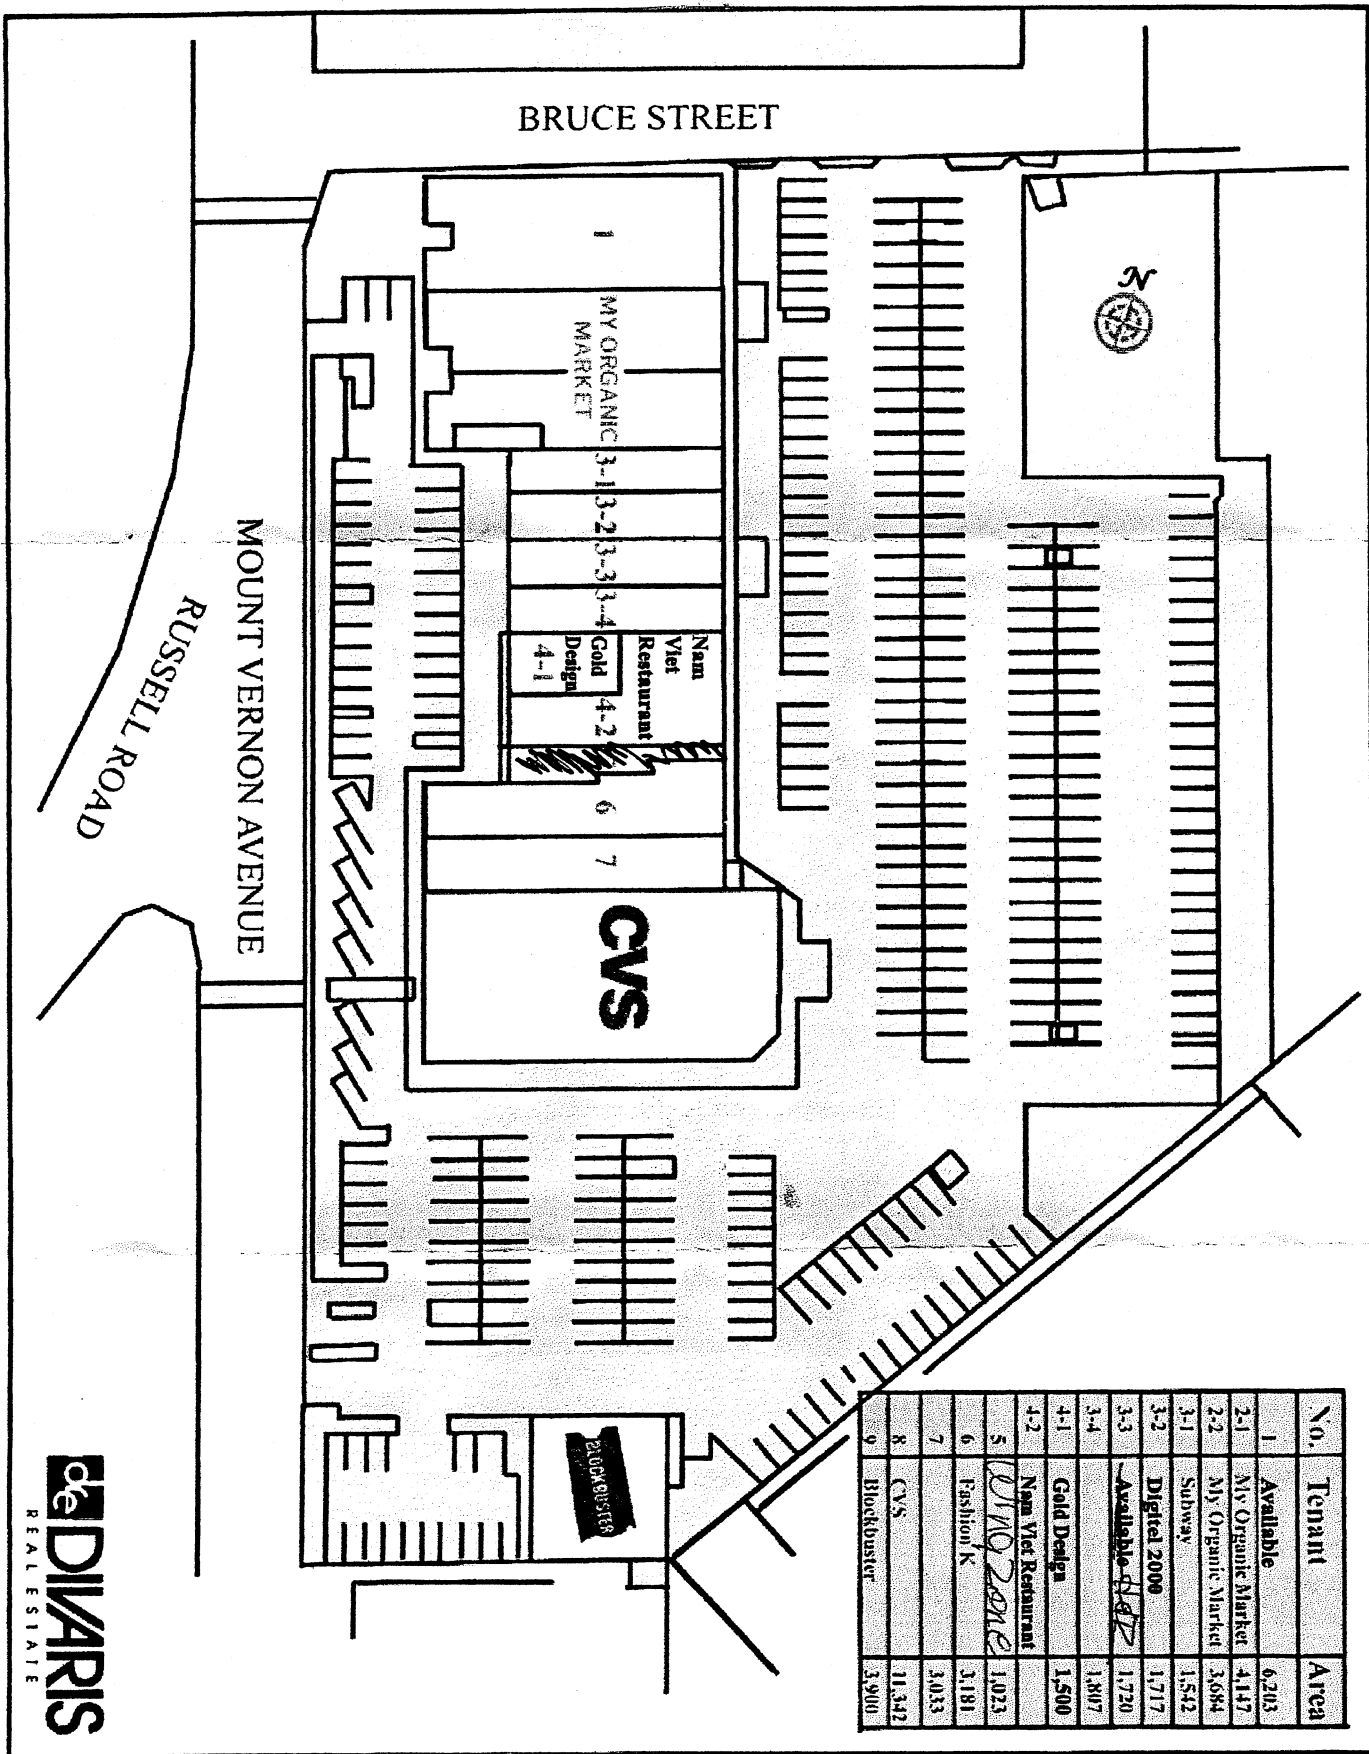 BRUCE STREET
N
1
MY ORGANIC
MARKET
3-1
3-2
3-3
3-4
Nam
Viet
Restaurant
4-2
Gold
Design
4-1
6
7
CVS
MOUNT VERNON AVENUE
RUSSELL ROAD
BLOCKBUSTER
No. Tenant Area
1 Available 6,203
2-1 My Organic Market 4,147
2-2 My Organic Market 3,684
3-1 Subway 1,542
3-2 Digitel 2000 1,717
3-3 Available 1,720
3-4 1,807
4-1 Gold Design 1,500
4-2 Nam Viet Restaurant
5 Zone 1,023
6 Fashion K 3,181
7 3,033
8 CVS 11,342
9 Blockbuster 3,900
de DIVARIS
REAL ESTATE